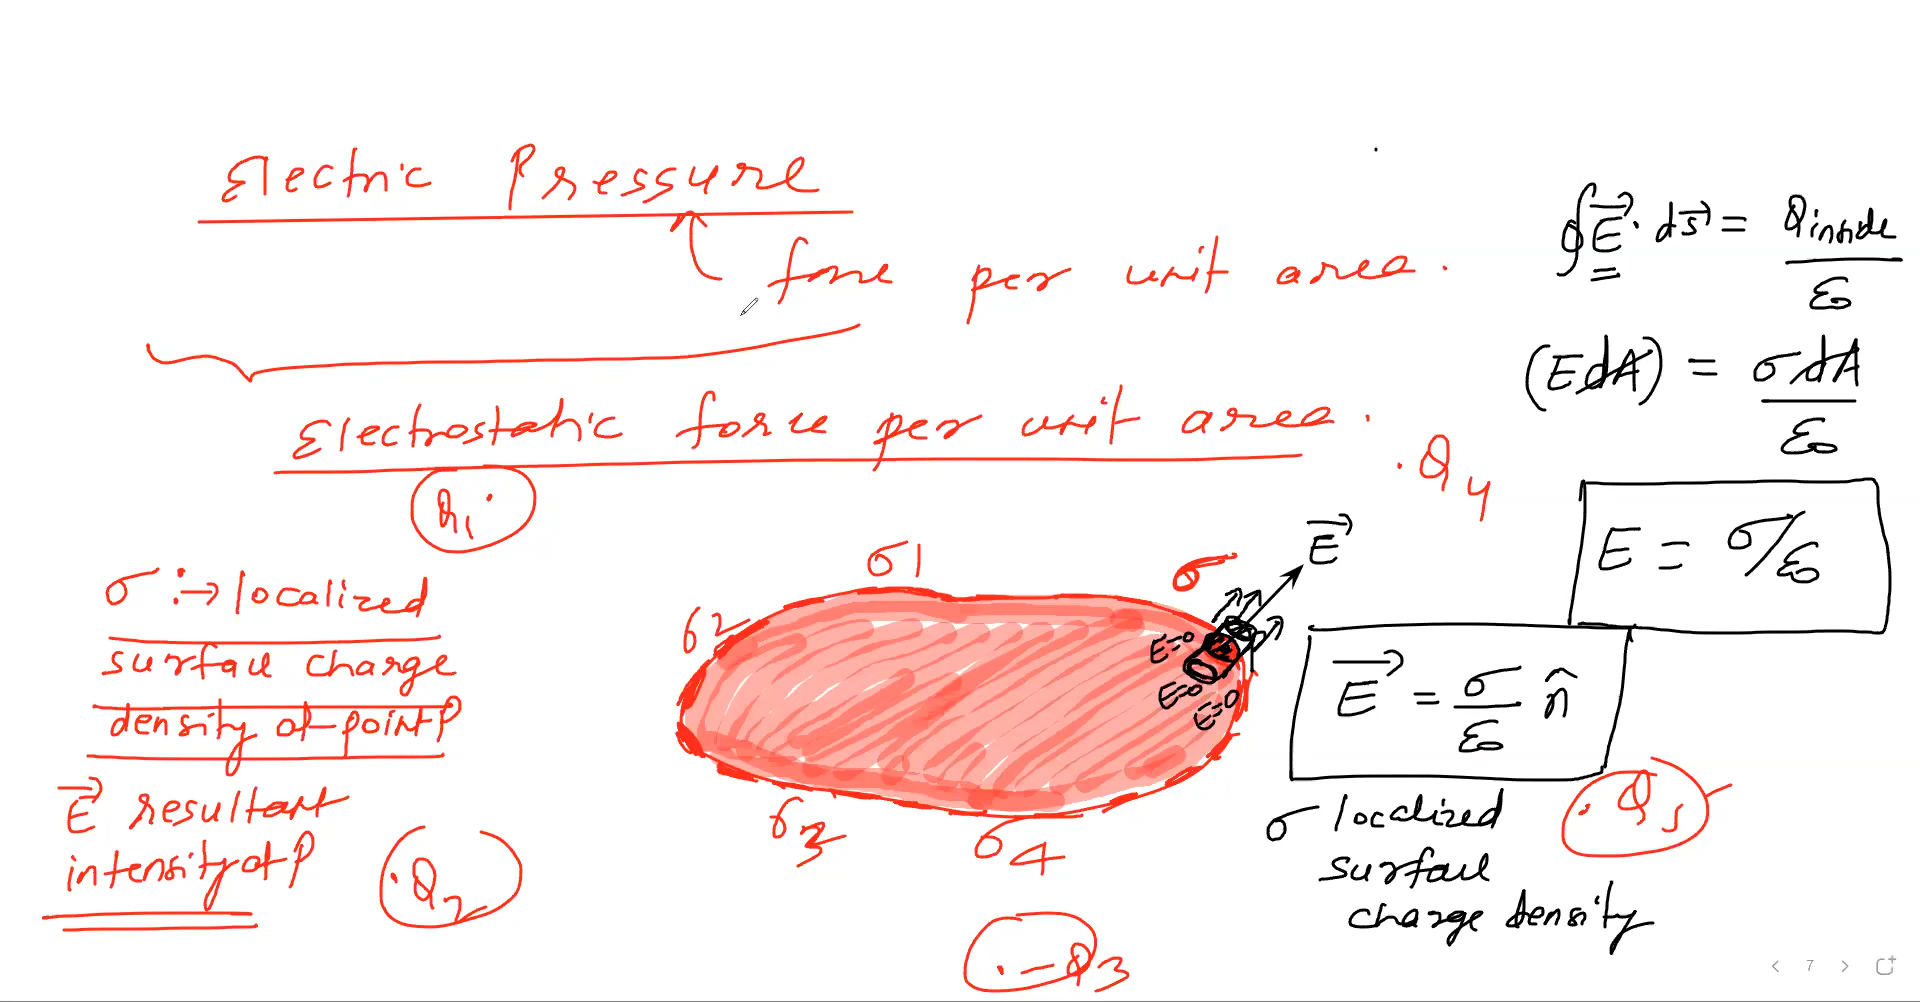 Electric Pressure
force per unit area.
Electrostatic force per unit area.
∮E⃗·ds⃗ = Qinside/ε0
(EdA) = σdA/ε0
E = σ/ε0
Q1
.Q4
σ :→ localized
surface charge
density at point P
E⃗ resultant
intensity at P
.Q2
σ1
σ2
σ3
σ4
σ
E⃗
E=0
E=0
E=0
E⃗ = σ/ε0 n̂
σ localized
surface
charge density
.Q5
.-Q3
7